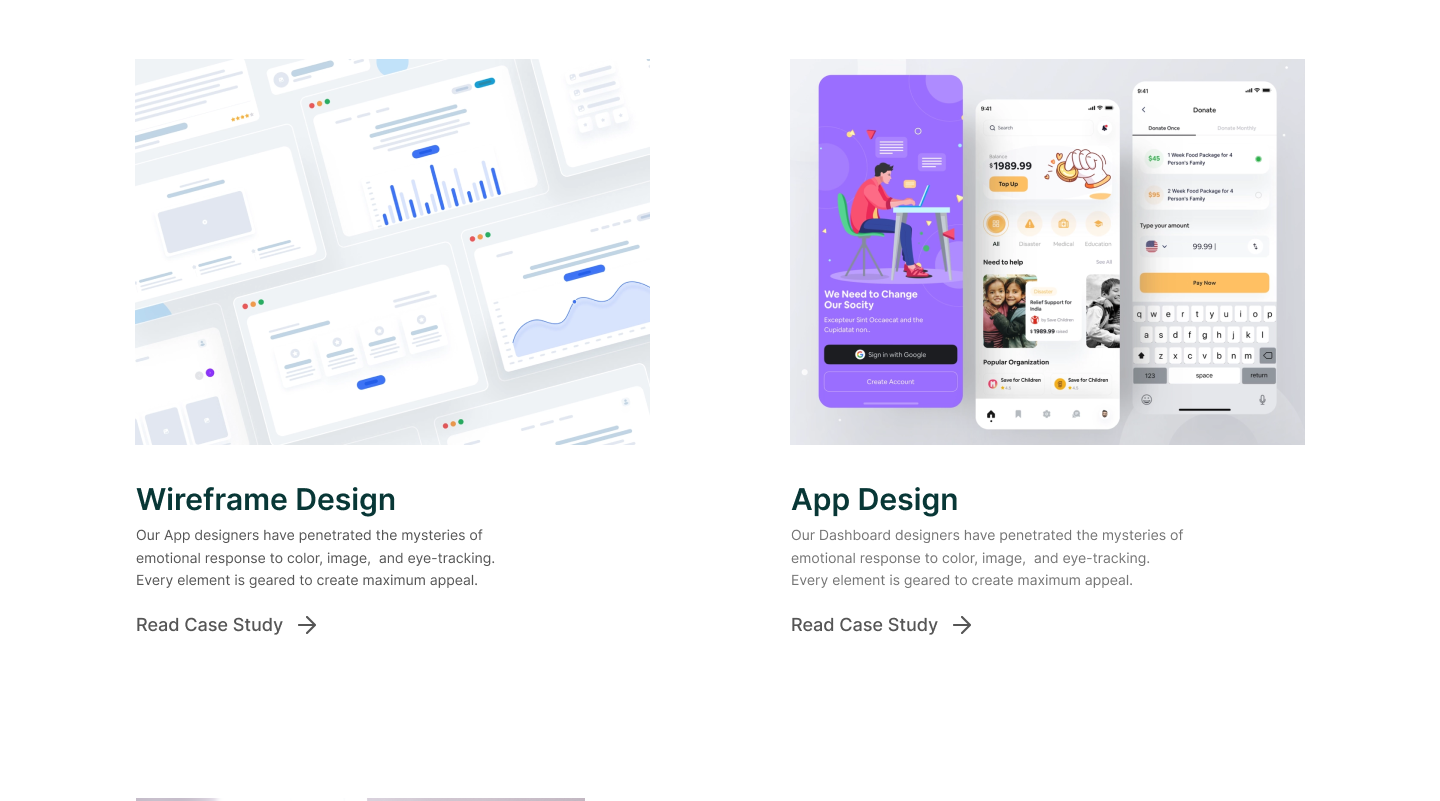 We Need to Change
Our Socity
Excepteur Sint Occaecat and the
Cupidatat non..
Sign in with Google
Create Account
9:41
Search
Balance
$1989.99
Top Up
All
Disaster
Medical
Education
Need to help
See All
Disaster
Relief Support for
India
by Save Children
$ 1989.99 raised
Popular Organization
Save for Children
Save for Children
9:41
Donate
Donate Once
Donate Monthly
$45
1 Week Food Package for 4
Person's Family
$95
2 Week Food Package for 4
Person's Family
Type your amount
99.99 |
Pay Now
q w e r t y u i o p
a s d f g h j k l
z x c v b n m
123 space return
Wireframe Design
Our App designers have penetrated the mysteries of
emotional response to color, image,  and eye-tracking.
Every element is geared to create maximum appeal.
Read Case Study
App Design
Our Dashboard designers have penetrated the mysteries of
emotional response to color, image,  and eye-tracking.
Every element is geared to create maximum appeal.
Read Case Study